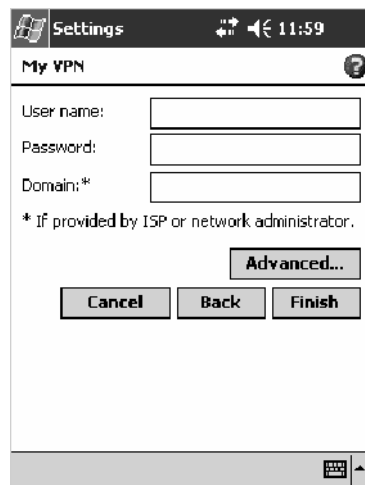 Settings 11:59
My VPN
User name:
Password:
Domain:*
* If provided by ISP or network administrator.
Advanced...
Cancel Back Finish